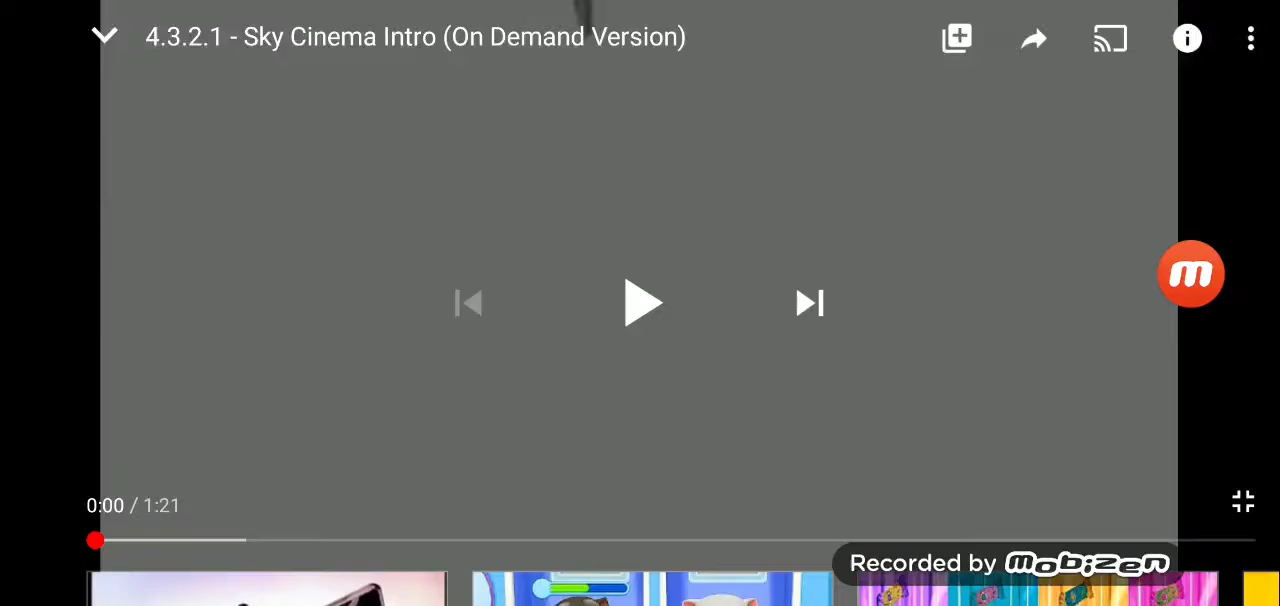 4.3.2.1 - Sky Cinema Intro (On Demand Version)
m
0:00 / 1:21
Recorded by mobizen